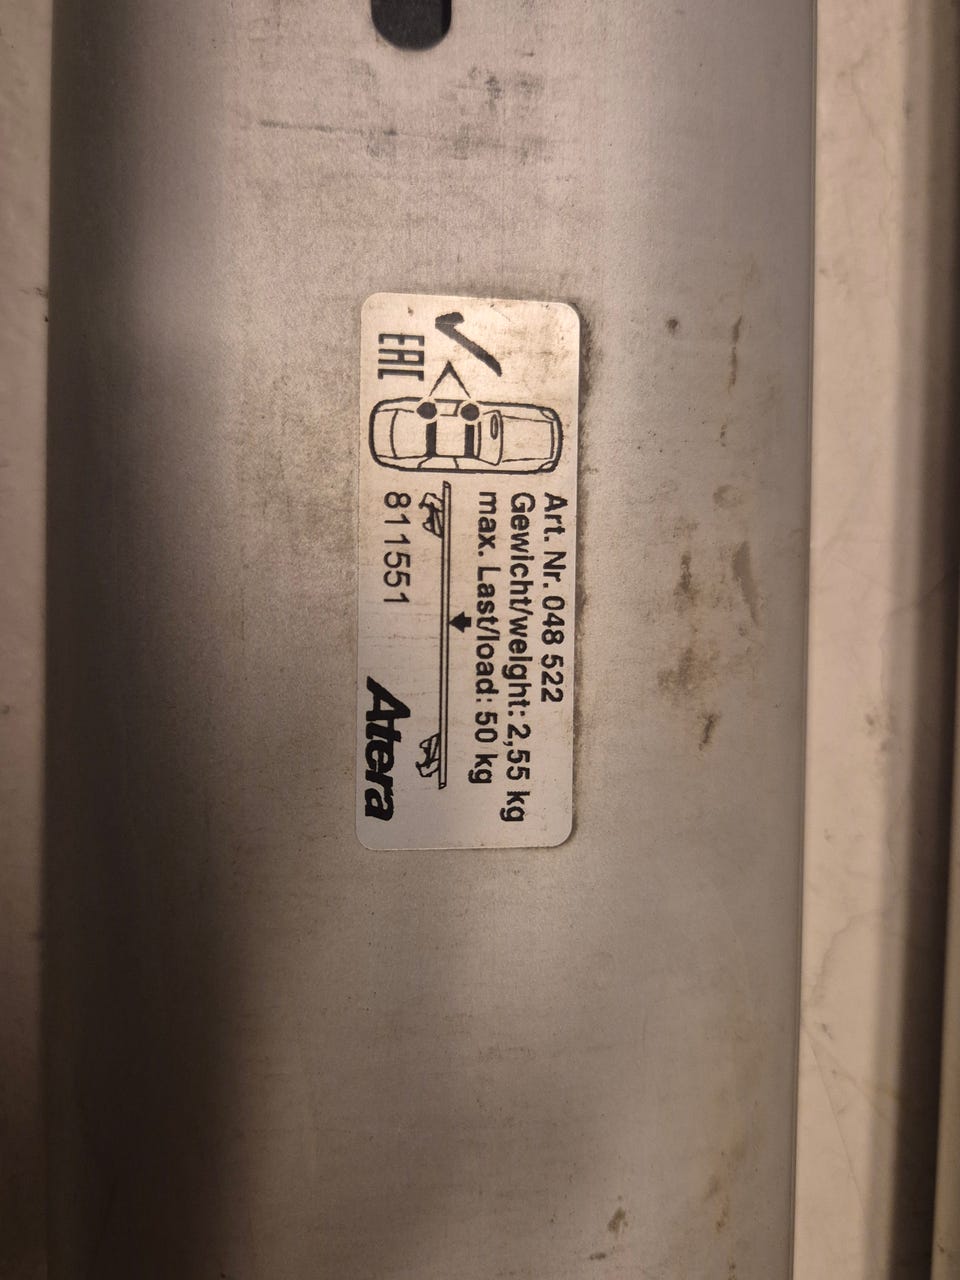 Art. Nr. 048 522
Gewicht/weight: 2,55 kg
max. Last/load: 50 kg
811551
Atera
EAC